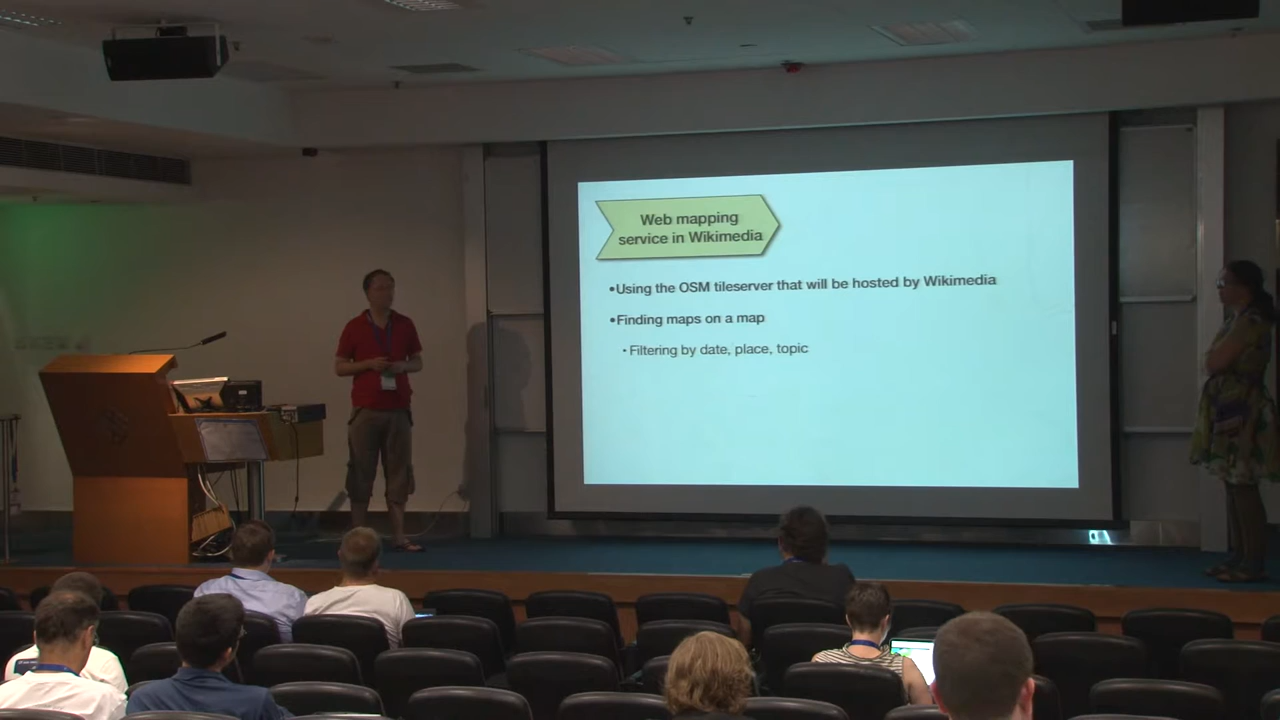 Web mapping
service in Wikimedia
•Using the OSM tileserver that will be hosted by Wikimedia
•Finding maps on a map
•Filtering by date, place, topic